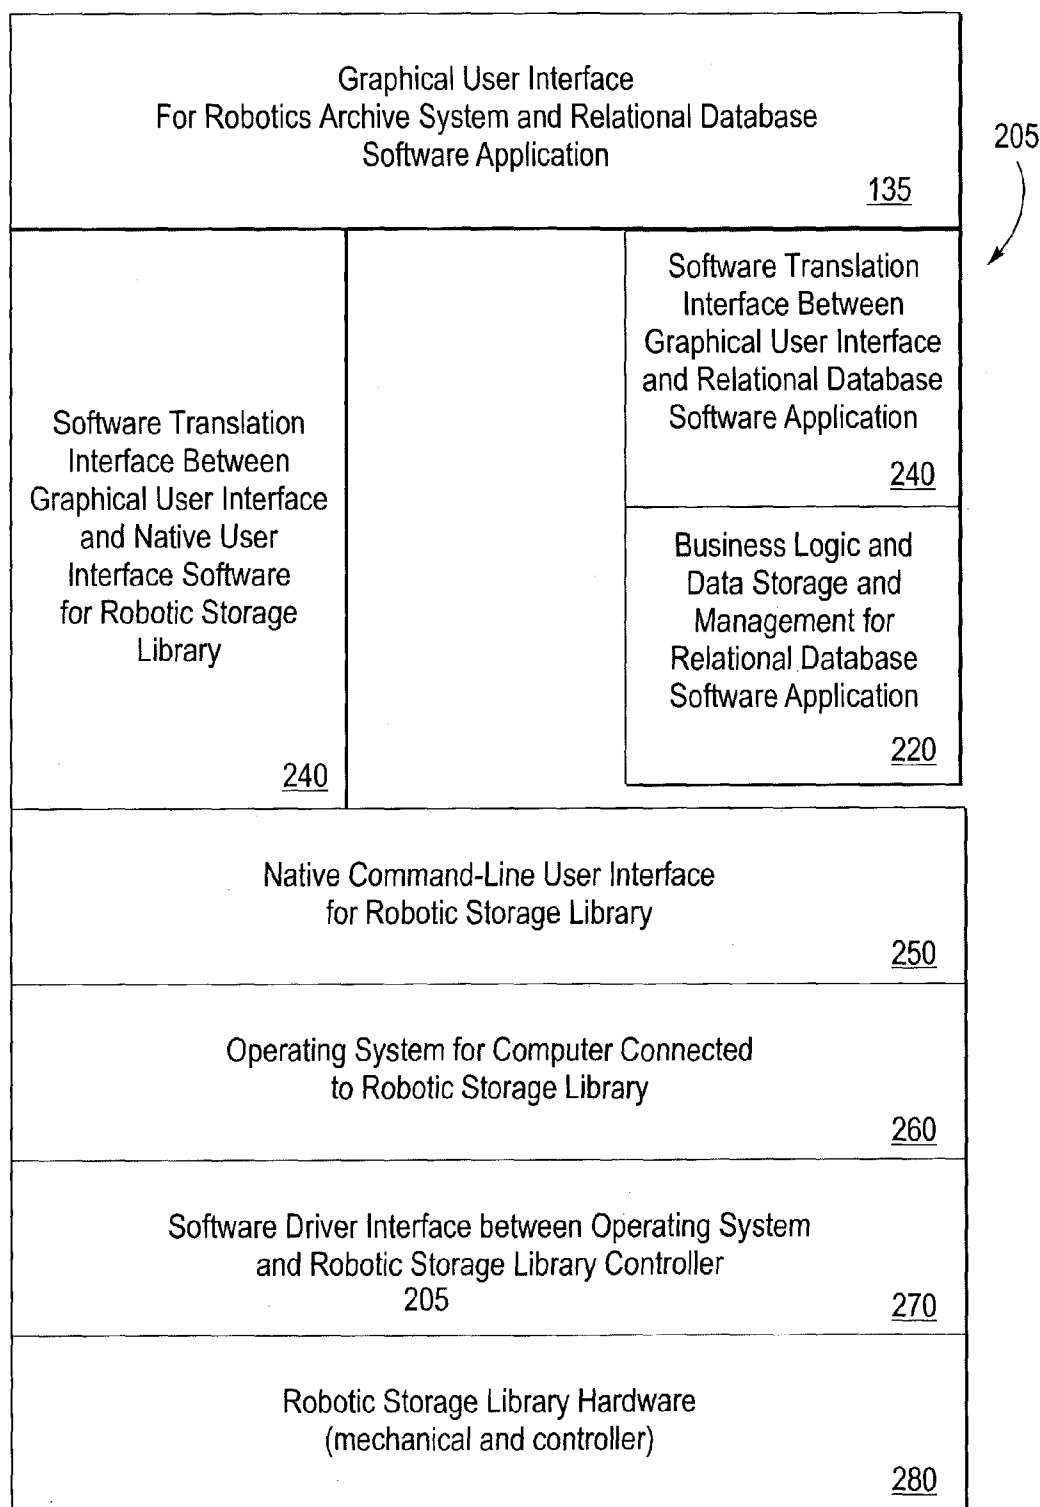 Graphical User Interface
For Robotics Archive System and Relational Database
Software Application
135
205
Software Translation
Interface Between
Graphical User Interface
and Native User
Interface Software
for Robotic Storage
Library
240
Software Translation
Interface Between
Graphical User Interface
and Relational Database
Software Application
240
Business Logic and
Data Storage and
Management for
Relational Database
Software Application
220
Native Command-Line User Interface
for Robotic Storage Library
250
Operating System for Computer Connected
to Robotic Storage Library
260
Software Driver Interface between Operating System
and Robotic Storage Library Controller
205
270
Robotic Storage Library Hardware
(mechanical and controller)
280